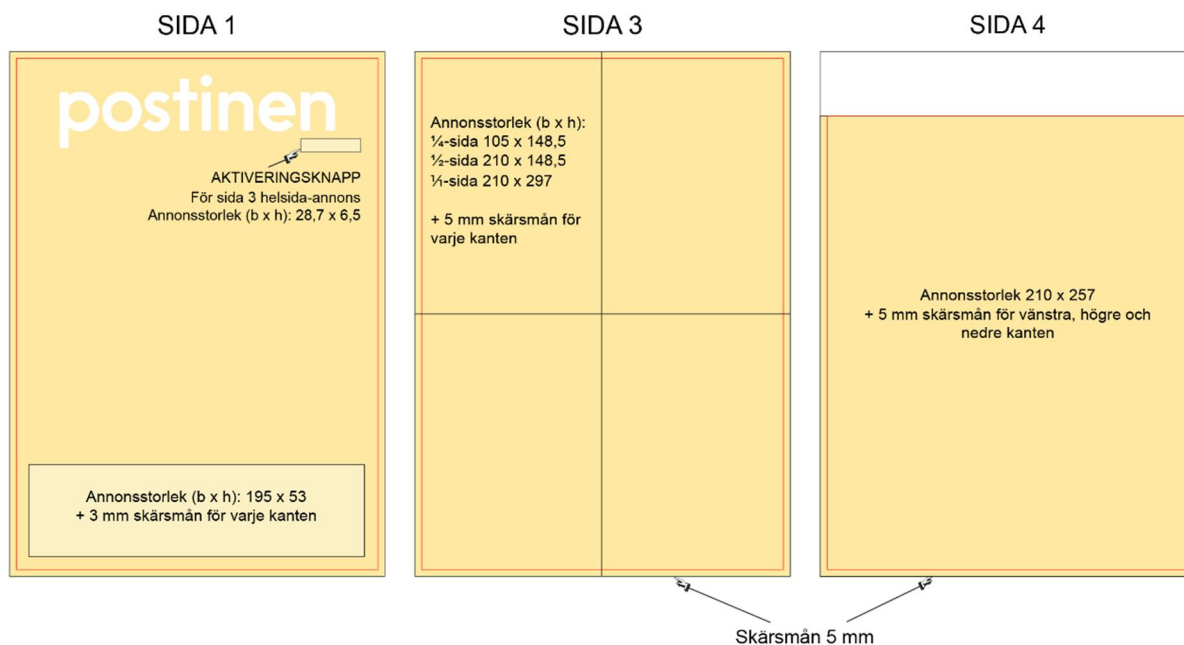 SIDA 1
postinen
AKTIVERINGSKNAPP
För sida 3 helsida-annons
Annonsstorlek (b x h): 28,7 x 6,5
Annonsstorlek (b x h): 195 x 53
+ 3 mm skärsmån för varje kanten
SIDA 3
Annonsstorlek (b x h):
¼-sida 105 x 148,5
½-sida 210 x 148,5
¹⁄₁-sida 210 x 297
+ 5 mm skärsmån för
varje kanten
SIDA 4
Annonsstorlek 210 x 257
+ 5 mm skärsmån för vänstra, högre och
nedre kanten
Skärsmån 5 mm